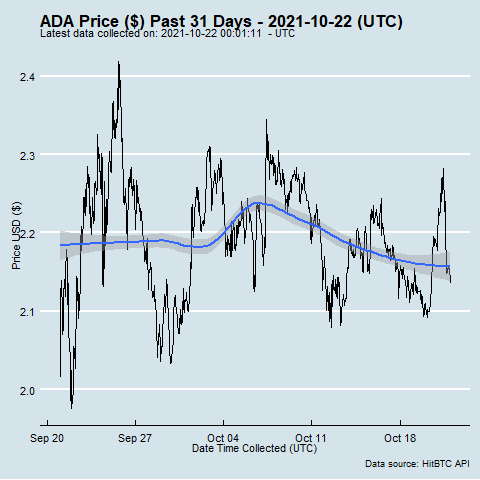 ADA Price ($) Past 31 Days - 2021-10-22 (UTC)
Latest data collected on: 2021-10-22 00:01:11 - UTC
2.4
2.3
2.2
2.1
2.0
Price USD ($)
Sep 20 Sep 27 Oct 04 Oct 11 Oct 18
Date Time Collected (UTC)
Data source: HitBTC API